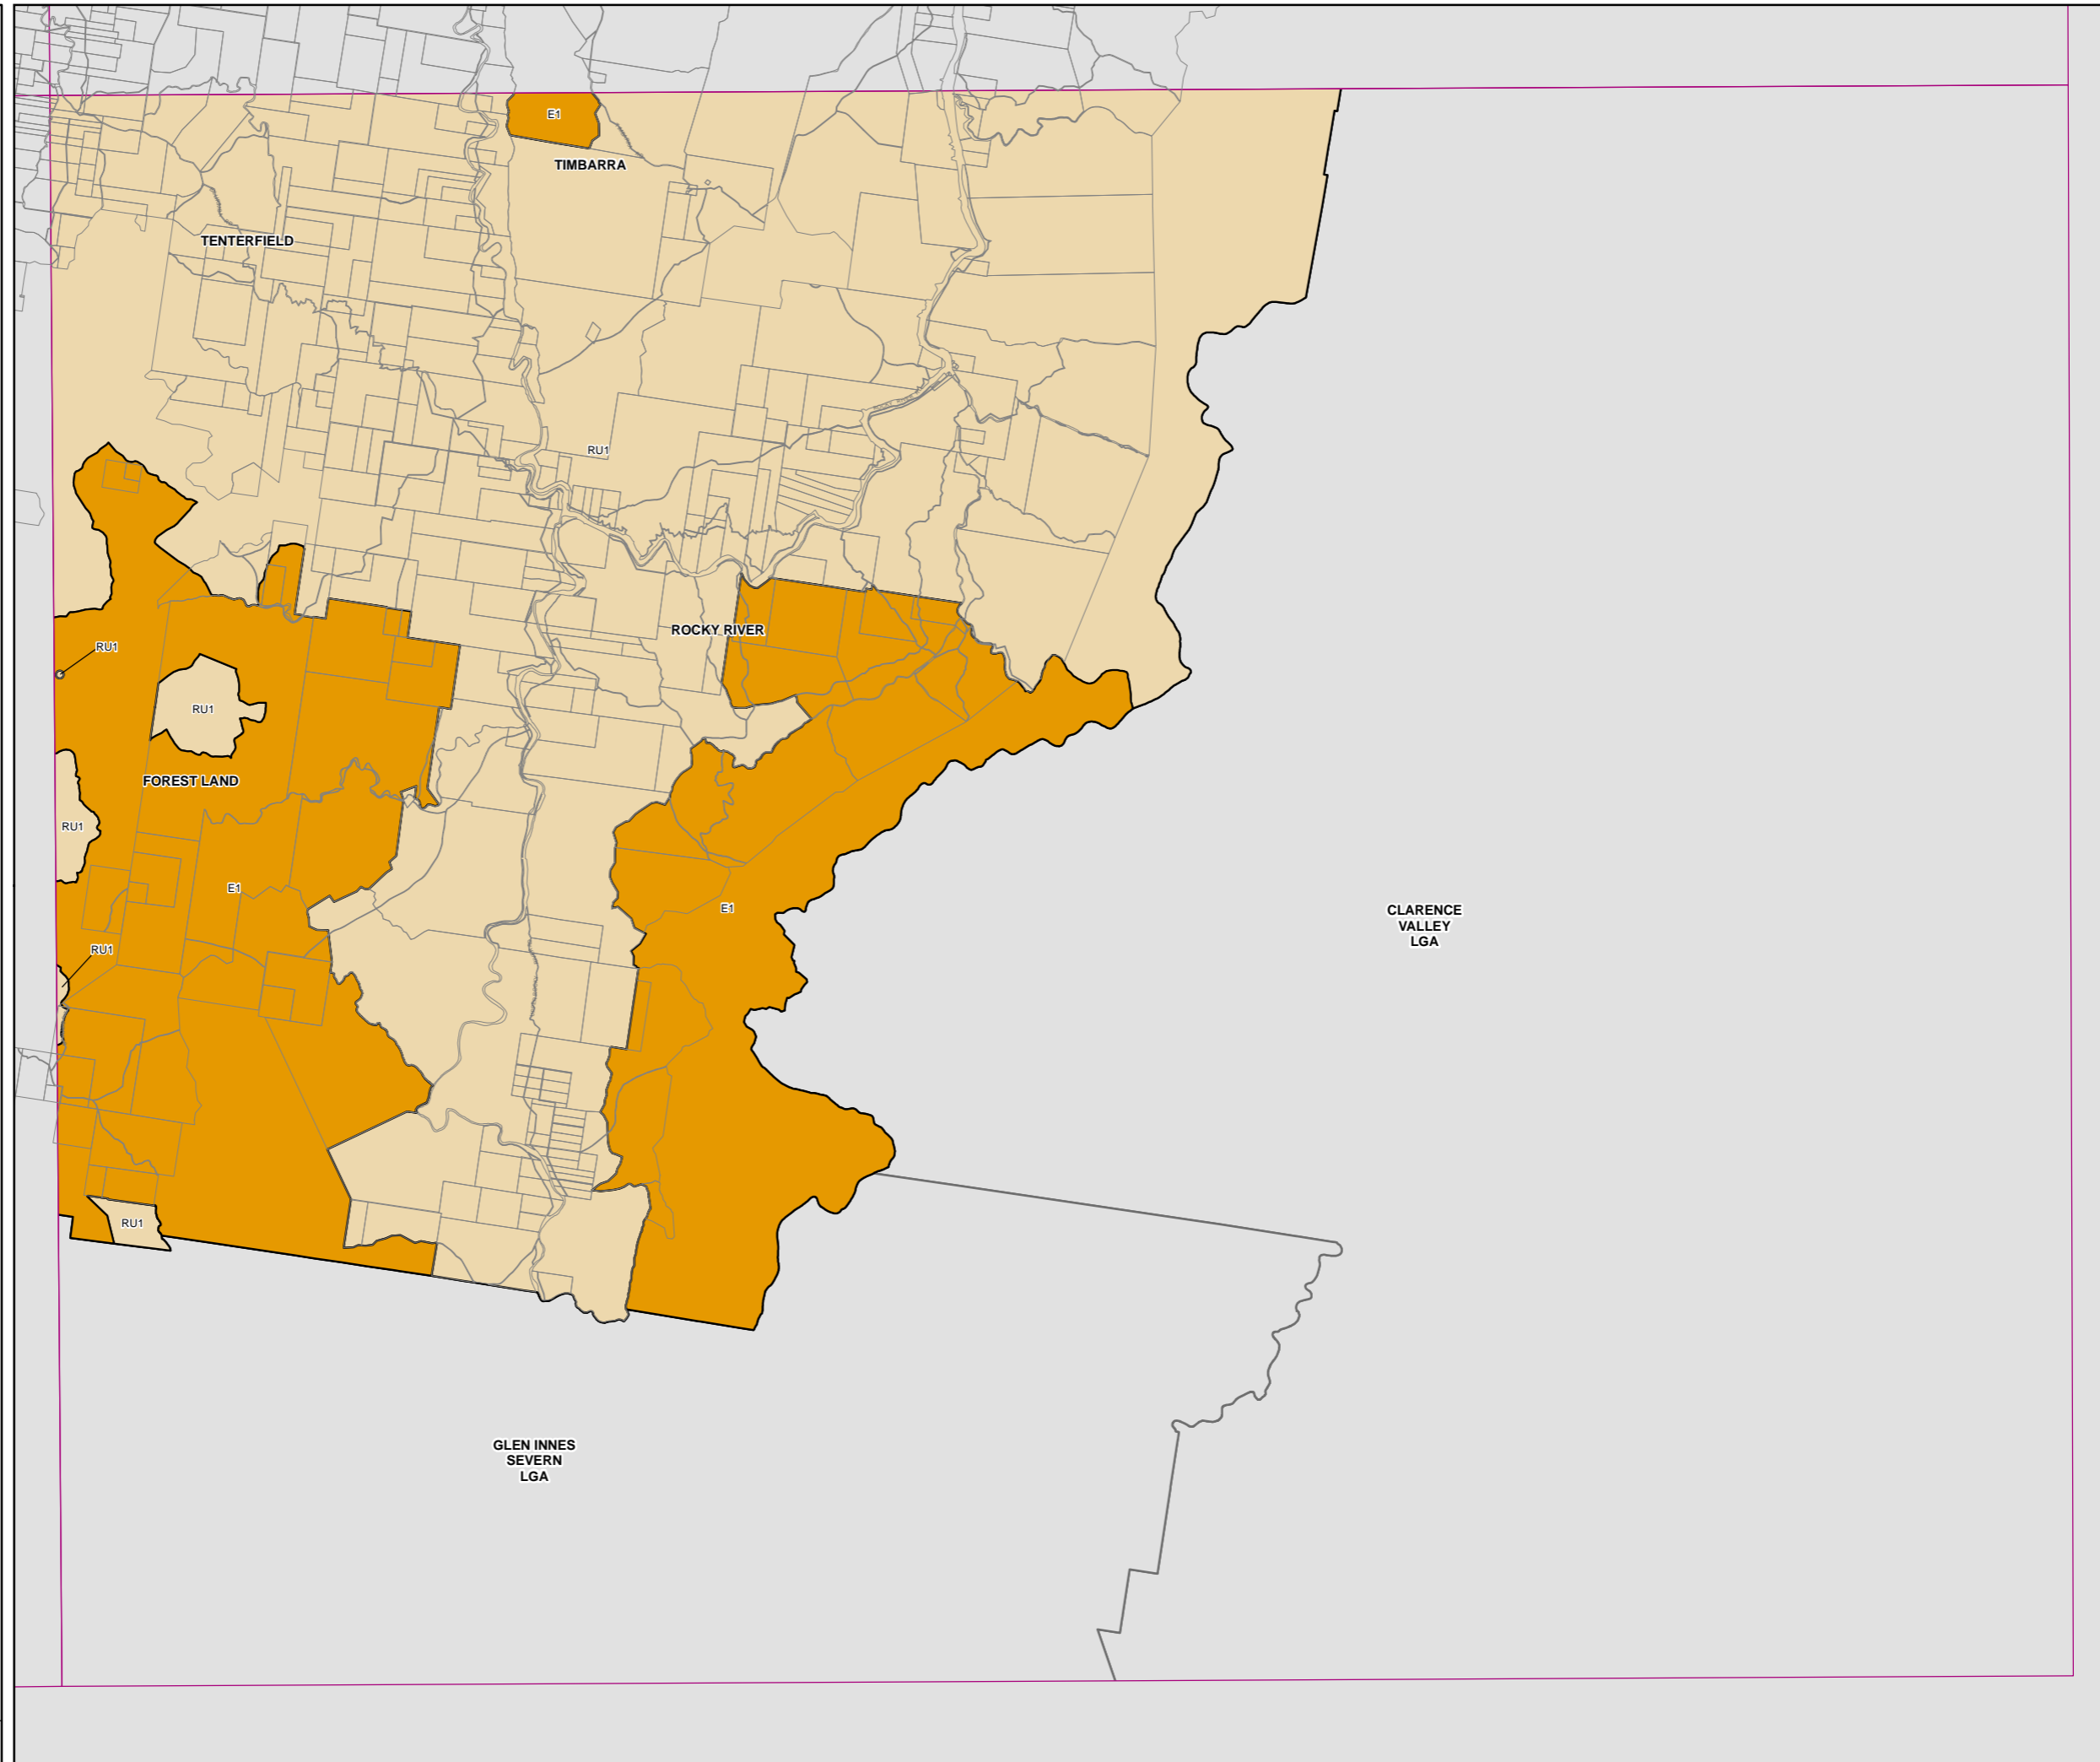 E1
TIMBARRA
TENTERFIELD
RU1
ROCKY RIVER
RU1
RU1
FOREST LAND
RU1
E1
E1
CLARENCE
VALLEY
LGA
RU1
RU1
GLEN INNES
SEVERN
LGA